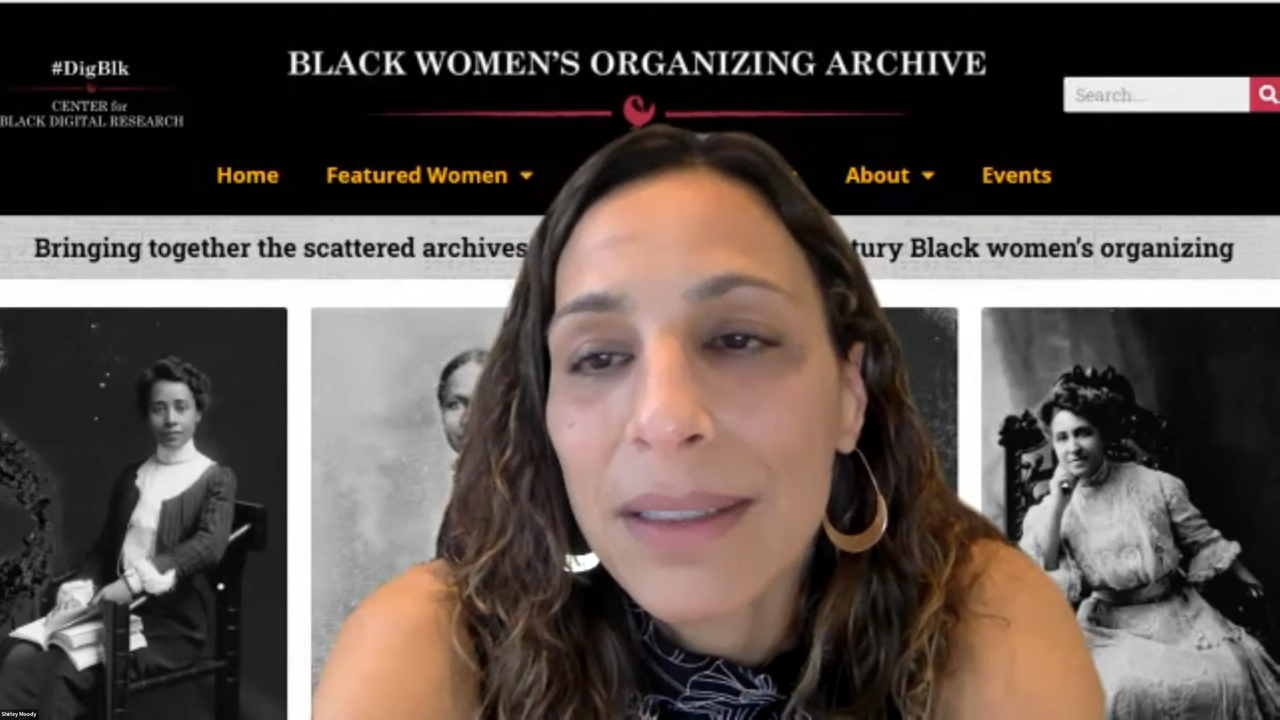 #DigBlk
CENTER for
BLACK DIGITAL RESEARCH
BLACK WOMEN'S ORGANIZING ARCHIVE
Search...
Home Featured Women About Events
Bringing together the scattered archives tury Black women's organizing
Shirley Moody